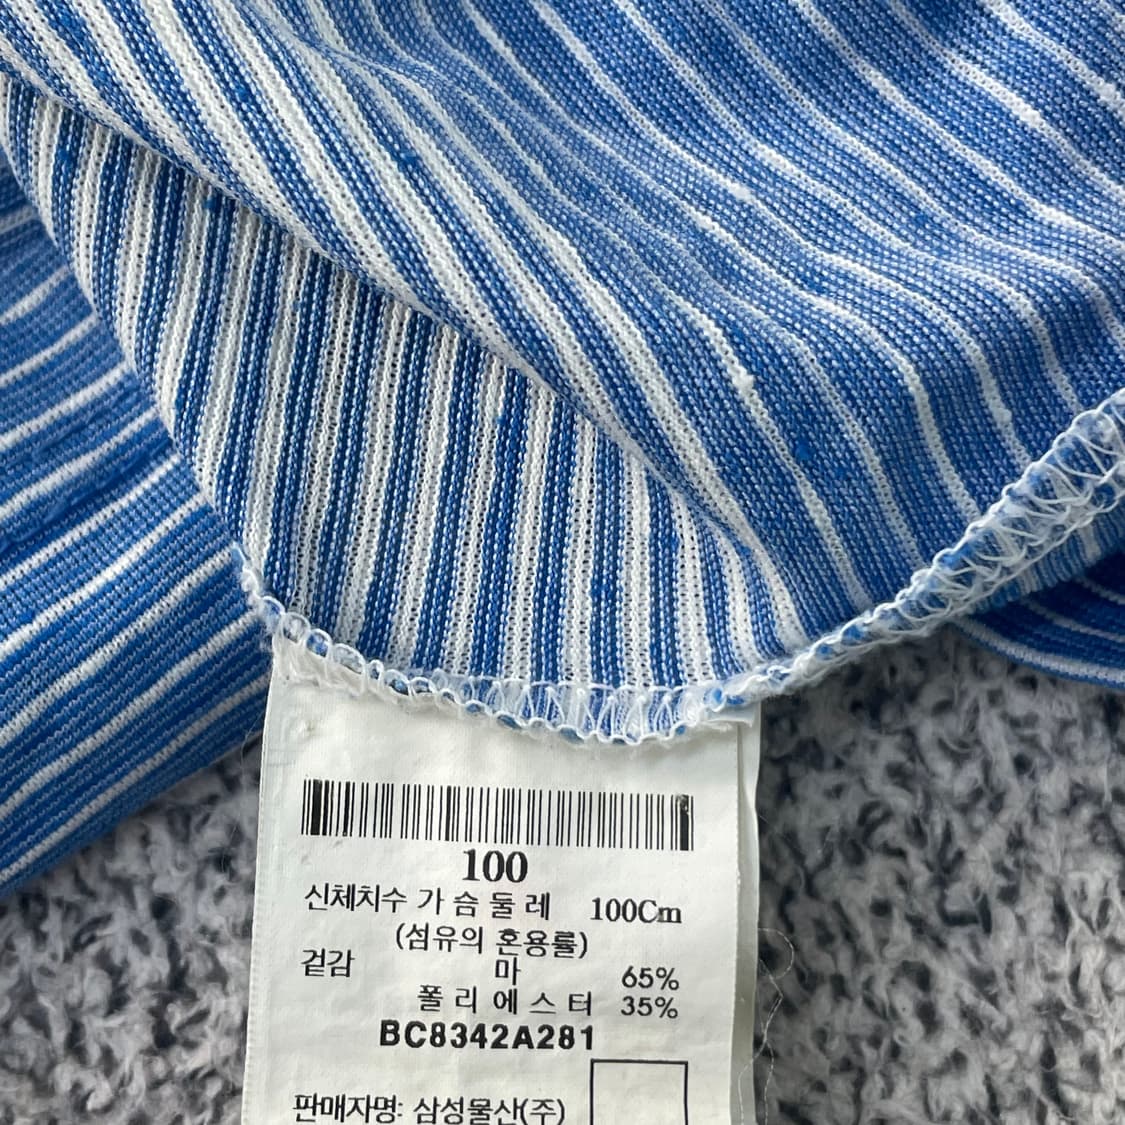 100
신체치수 가 슴 둘 레 100Cm
(섬유의 혼용률)
겉감 마 65%
폴 리 에 스 터 35%
BC8342A281
판매자명: 삼성물산(주)